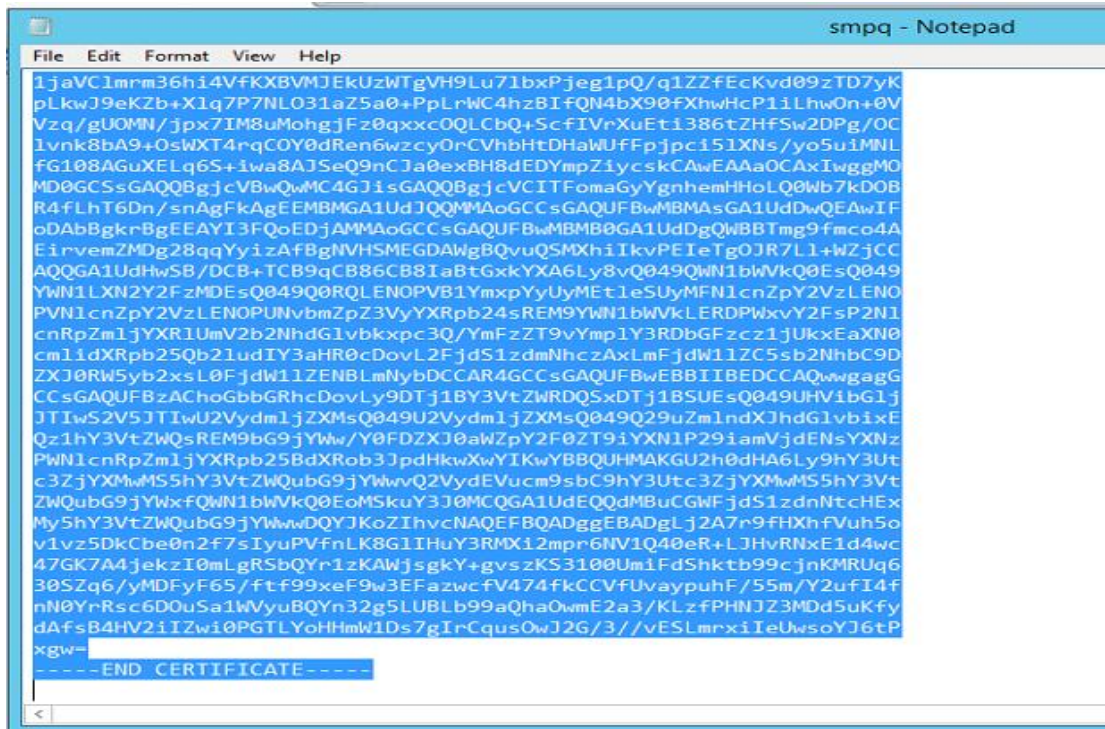 smpq - Notepad
File Edit Format View Help
1jaVClmrm36hi4VfKXBVMJEkUzWTgVH9Lu7lbxPjeg1pQ/q1ZZfEcKvd09zTD7yK
pLkwJ9eKZb+Xlq7P7NLO31aZ5a0+PpLrWC4hzBIfQN4bX90fXhwHcP1iLhwOn+0V
Vzq/gUOMN/jpx7IM8uMohgjFz0qxxcOQLCbQ+ScfIVrXuEti386tZHfSw2DPg/OC
lvnk8bA9+OsWXT4rqCOY0dRen6wzcyOrCVhbHtDHaWUfFpjpci5lXNs/yo5uiMNL
fG108AGuXELq6S+iwa8AJSeQ9nCJa0exBH8dEDYmpZiycskCAwEAAaOCAxIwggMO
MD0GCSsGAQQBgjcVBwQwMC4GJisGAQQBgjcVCITFomaGyYgnhemHHoLQ0Wb7kDOB
R4fLhT6Dn/snAgFkAgEEMBMGA1UdJQQMMAoGCCsGAQUFBwMBMAsGA1UdDwQEAwIF
oDAbBgkrBgEEAYI3FQoEDjAMMAoGCCsGAQUFBwMBMB0GA1UdDgQWBBTmg9fmco4A
EirvemZMDg28qqYyizAfBgNVHSMEGDAWgBQvuQSMXhiIkvPEIeTgOJR7Ll+WZjCC
AQQGA1UdHwSB/DCB+TCB9qCB86CB8IaBtGxkYXA6Ly8vQ049QWN1bWVkQ0EsQ049
YWN1LXN2Y2FzMDEsQ049Q0RQLENOPVB1YmxpYyUyMEtleSUyMFNlcnZpY2VzLENO
PVNlcnZpY2VzLENOPUNvbmZpZ3VyYXRpb24sREM9YWN1bWVkLERDPWxvY2FsP2Nl
cnRpZmljYXRlUmV2b2NhdGlvbkxpc3Q/YmFzZT9vYmplY3RDbGFzcz1jUkxEaXN0
cmlidXRpb25Qb2ludIY3aHR0cDovL2FjdS1zdmNhczAxLmFjdW1lZC5sb2NhbC9D
ZXJ0RW5yb2xsL0FjdW1lZENBLmNybDCCAR4GCCsGAQUFBwEBBIIBEDCCAQwwgagG
CCsGAQUFBzAChoGbbGRhcDovLy9DTj1BY3VtZWRDQSxDTj1BSUEsQ049UHVibGlj
JTIwS2V5JTIwU2VydmljZXMsQ049U2VydmljZXMsQ049Q29uZmlndXJhdGlvbixE
Qz1hY3VtZWQsREM9bG9jYWw/Y0FDZXJ0aWZpY2F0ZT9iYXNlP29iamVjdENsYXNz
PWNlcnRpZmljYXRpb25BdXRob3JpdHkwXwYIKwYBBQUHMAKGU2h0dHA6Ly9hY3Ut
c3ZjYXMwMS5hY3VtZWQubG9jYWwvQ2VydEVucm9sbC9hY3Utc3ZjYXMwMS5hY3Vt
ZWQubG9jYWxfQWN1bWVkQ0EoMSkuY3J0MCQGA1UdEQQdMBuCGWFjdS1zdnNtcHEx
My5hY3VtZWQubG9jYWwwDQYJKoZIhvcNAQEFBQADggEBADgLj2A7r9fHXhfVuh5o
v1vz5DkCbe0n2f7sIyuPVfnLK8GlIHuY3RMXi2mpr6NV1Q40eR+LJHvRNxE1d4wc
47GK7A4jekzI0mLgRSbQYr1zKAWjsgkY+gvszKS3100UmiFdShktb99cjnKMRUq6
30SZq6/yMDFyF65/ftf99xeF9w3EFazwcfV474fkCCVfUvaypuhF/55m/Y2ufI4f
nN0YrRsc6DOuSa1WVyuBQYn32g5LUBLb99aQhaOwmE2a3/KLzfPHNJZ3MDd5uKfy
dAfsB4HV2iIZwi0PGTLYoHHmW1Ds7gIrCqusOwJ2G/3//vESLmrxiIeUwsoYJ6tP
xgw=
-----END CERTIFICATE-----